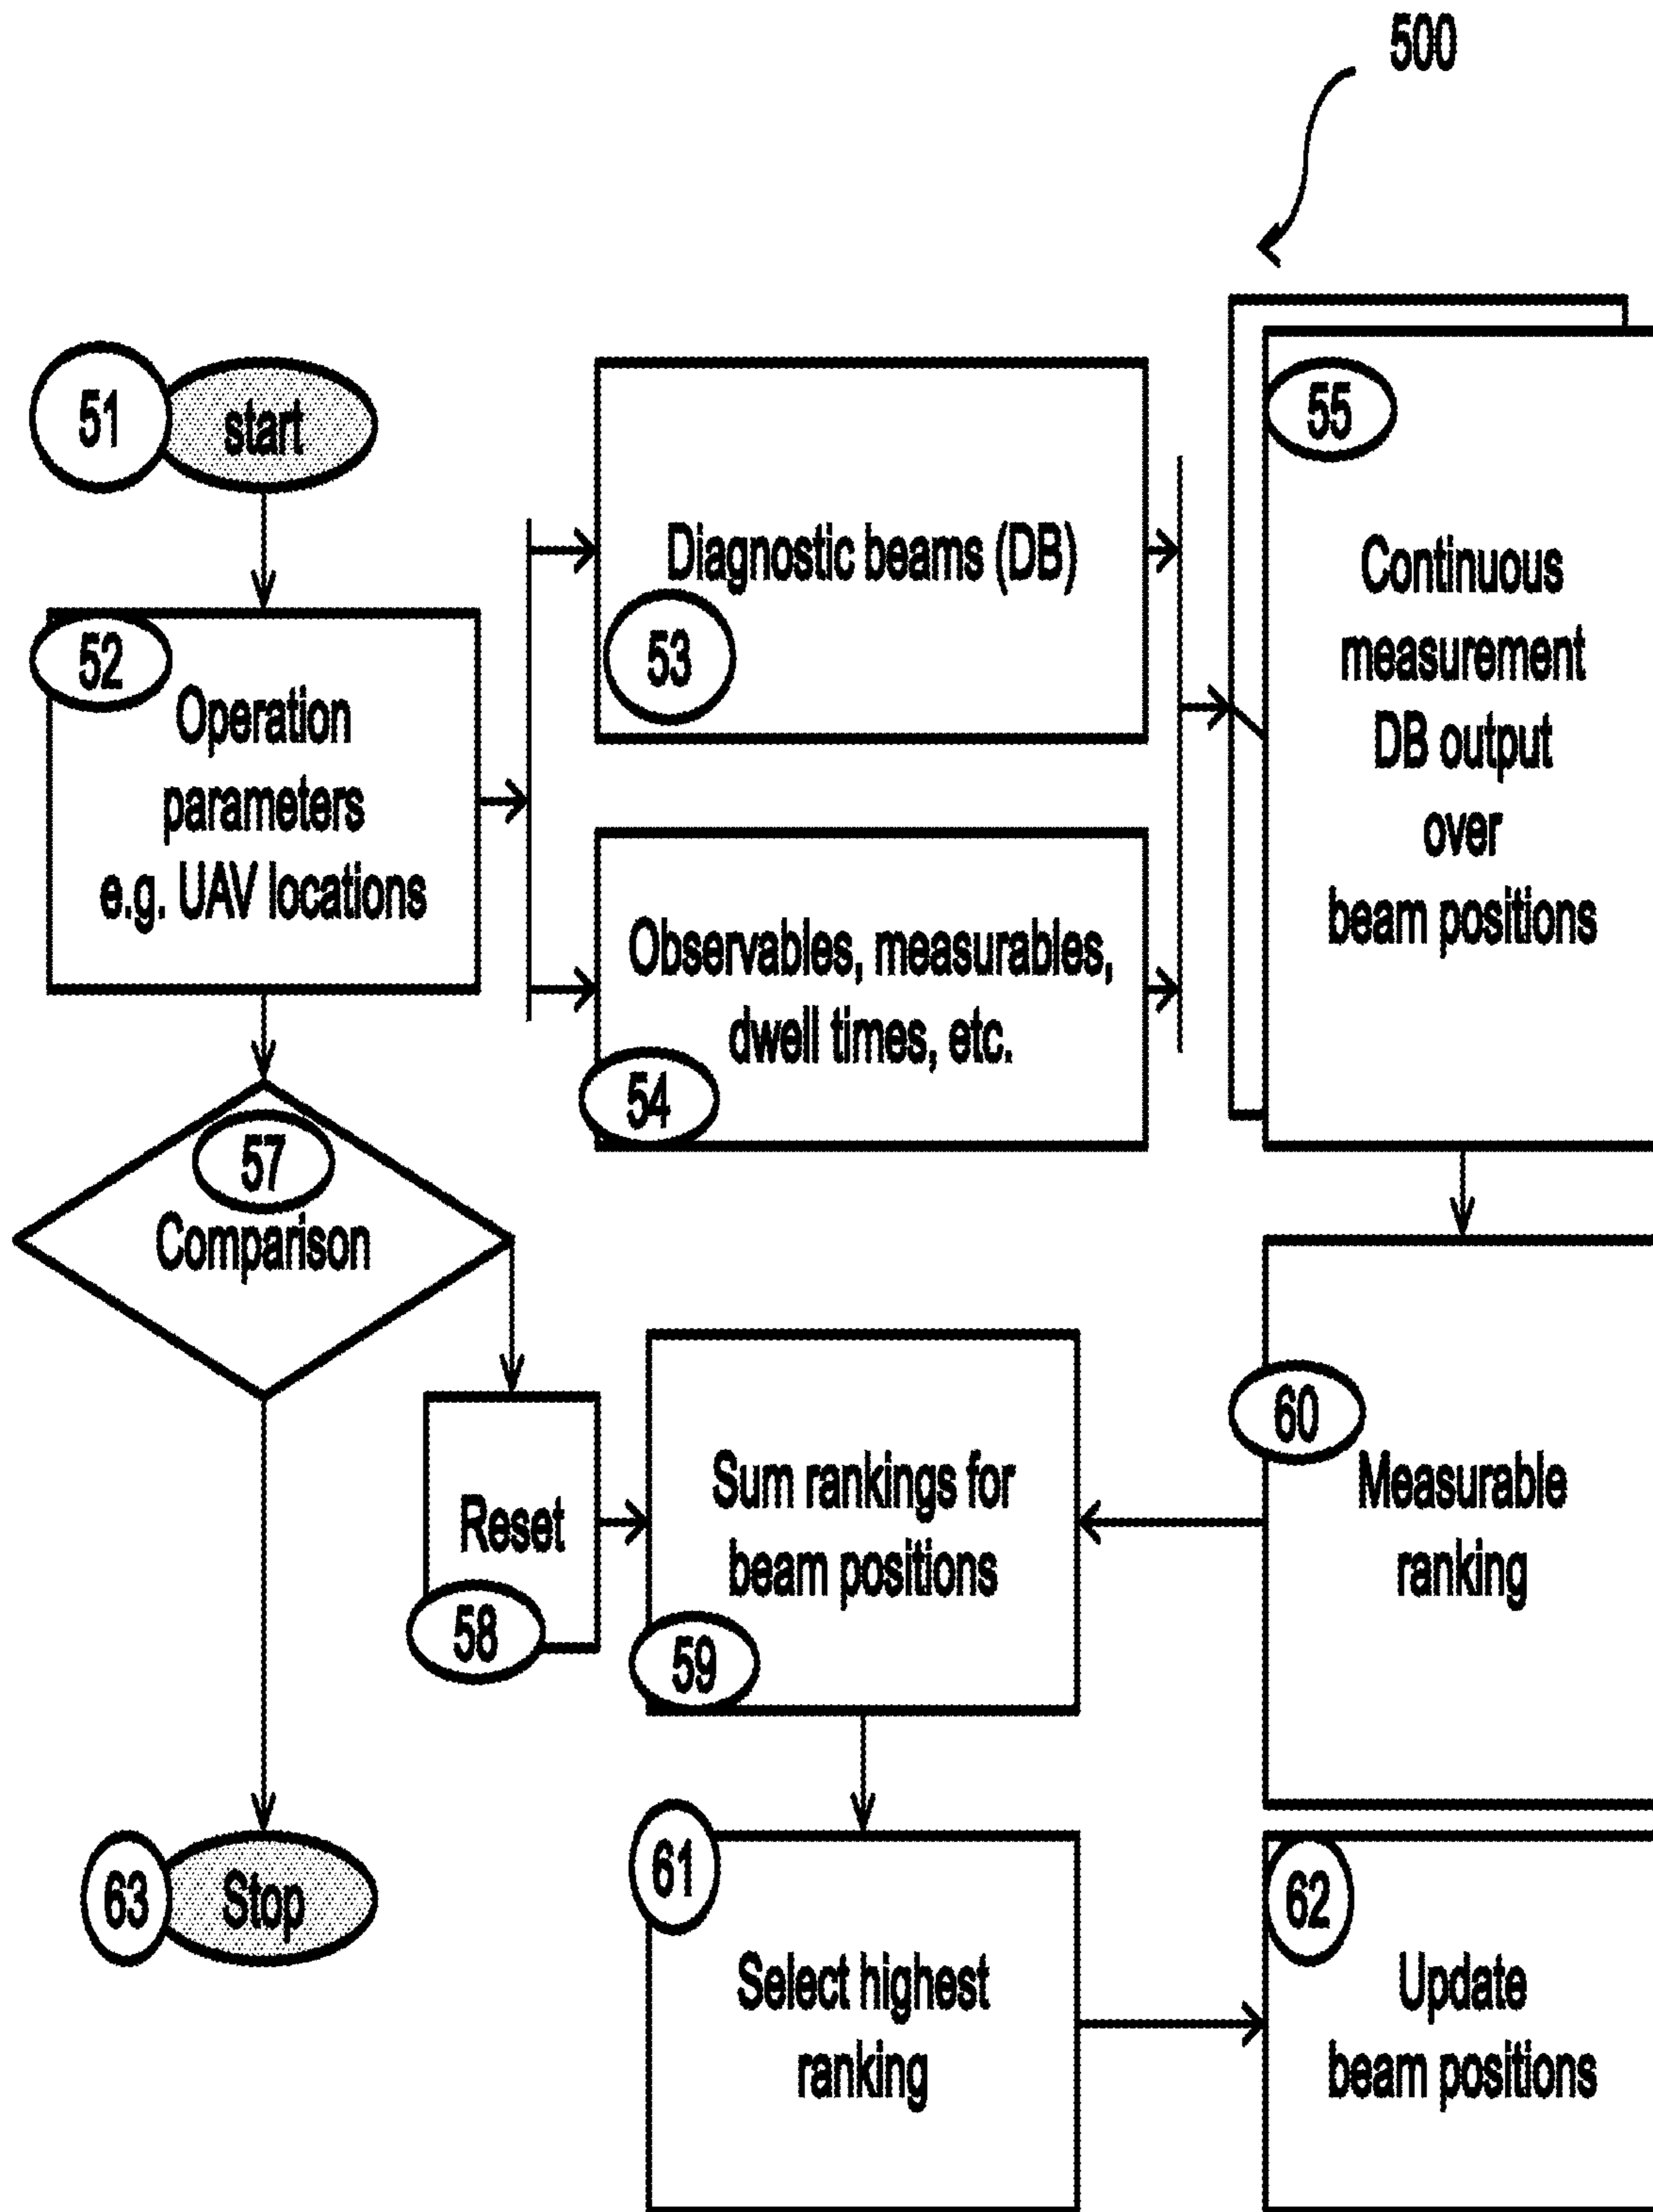 500
51
start
52
Operation
parameters
e.g. UAV locations
Diagnostic beams (DB)
53
Observables, measurables,
dwell times, etc.
54
55
Continuous
measurement
DB output
over
beam positions
57
Comparison
Reset
58
Sum rankings for
beam positions
59
60
Measurable
ranking
63
Stop
61
Select highest
ranking
62
Update
beam positions